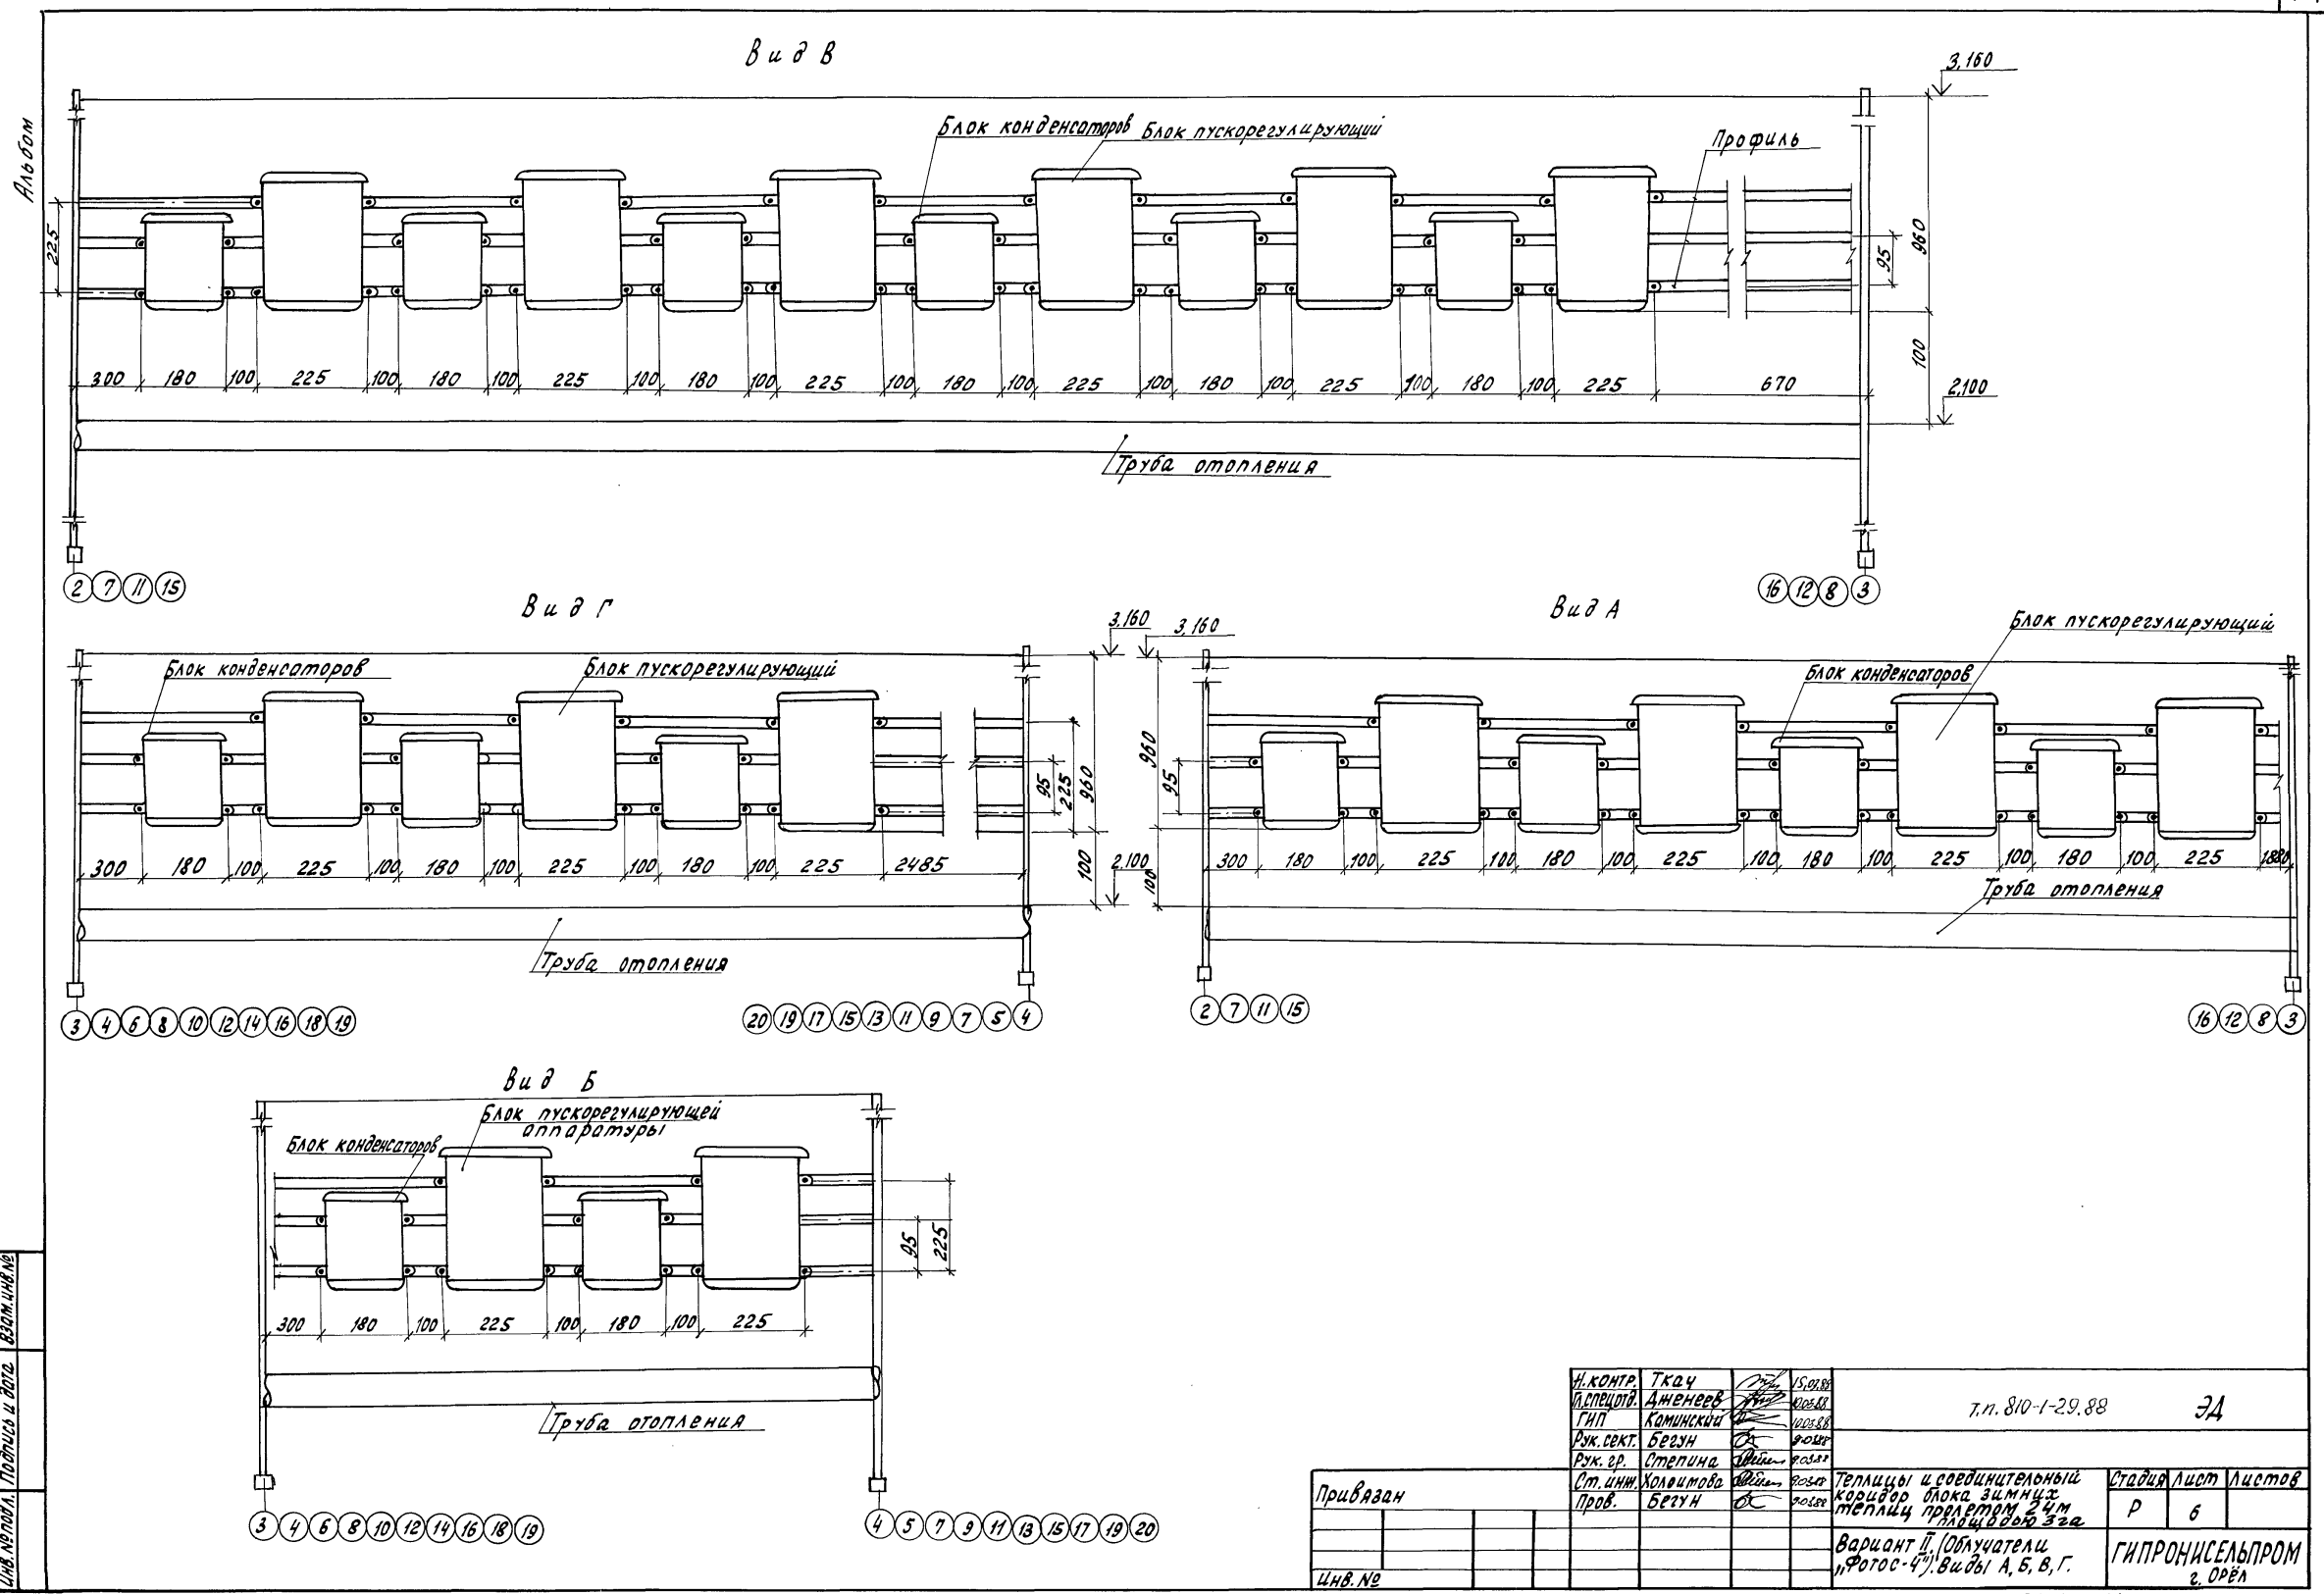 Альбом
Вид В
3,160
Блок конденсаторов
Блок пускорегулирующий
Профиль
225
960
95
100
300 180 100 225 100 180 100 225 100 180 100 225 100 180 100 225 100 180 100 225 100 180 100 225 670
2,100
Труба отопления
2 7 11 15
16 12 8 3
Вид Г
3,160
Блок конденсаторов
Блок пускорегулирующий
95
225
960
100
300 180 100 225 100 180 100 225 100 180 100 225 2485
2,100
Труба отопления
3 4 6 8 10 12 14 16 18 19
20 19 17 15 13 11 9 7 5 4
Вид А
3,160
Блок пускорегулирующий
Блок конденсаторов
960
95
100
300 180 100 225 100 180 100 225 100 180 100 225 100 180 100 225 1880
Труба отопления
2 7 11 15
16 12 8 3
Вид Б
Блок пускорегулирующей
аппаратуры
Блок конденсаторов
95
225
300 180 100 225 100 180 100 225
Труба отопления
3 4 6 8 10 12 14 16 18 19
4 5 7 9 11 13 15 17 19 20
Взам.инв.№
Подпись и дата
Инв.№подл.
Н.контр. Ткач
Гл.спецотд. Дженеев
ГИП Каминский
Рук.сект. Бегун
Рук.гр. Степина
Ст.инж. Холоимова
Пров. Бегун
т.п. 810-1-29.88 ЭД
Привязан
Инв.№
Теплицы и соединительный
коридор блока зимних
теплиц пролетом 24м
площадью 3га
Стадия Лист Листов
Р 6
Вариант II. (Облучатели
„Фотос-4"). Виды А, Б, В, Г.
ГИПРОНИСЕЛЬПРОМ
г. Орёл